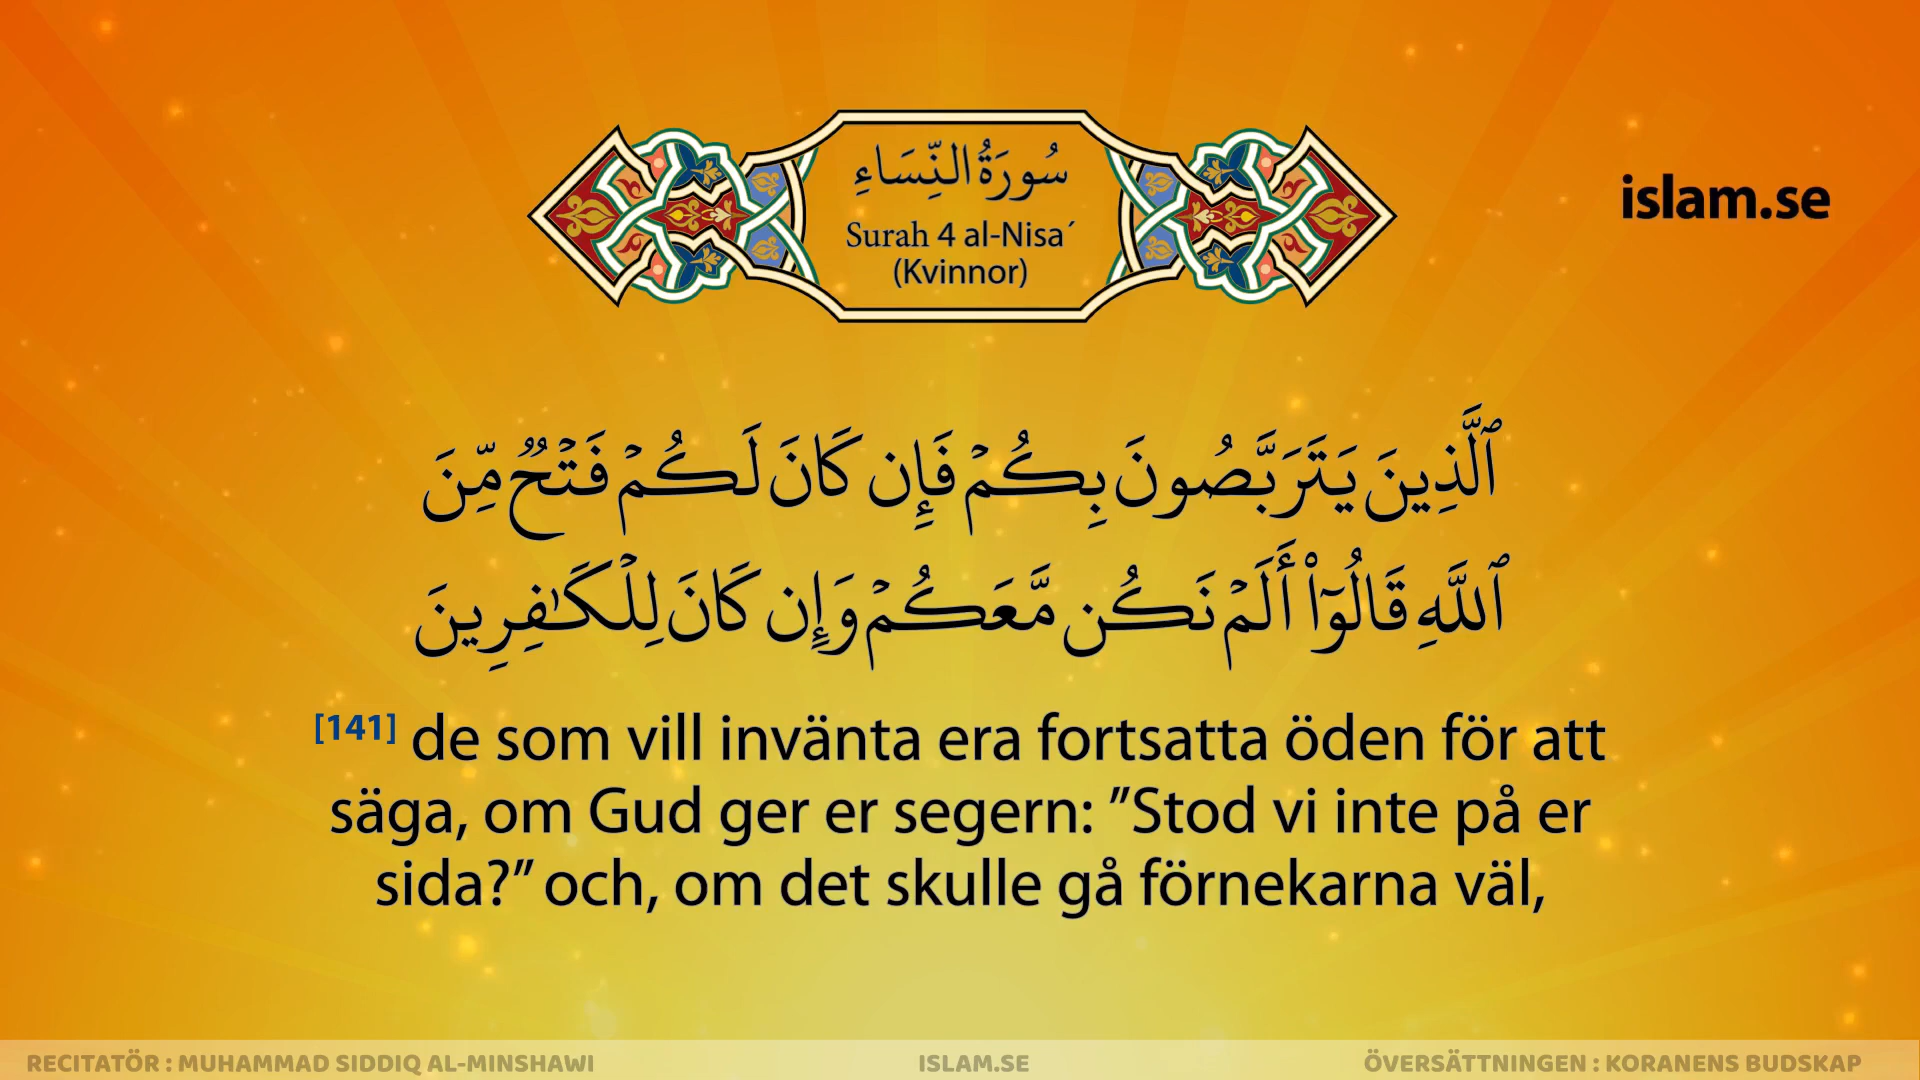 سُورَةُ النِّسَاءِ
Surah 4 al-Nisa´
(Kvinnor)
islam.se
ٱلَّذِينَ يَتَرَبَّصُونَ بِكُمۡ فَإِن كَانَ لَكُمۡ فَتۡحٞ مِّنَ
ٱللَّهِ قَالُوٓاْ أَلَمۡ نَكُن مَّعَكُمۡ وَإِن كَانَ لِلۡكَٰفِرِينَ
[141] de som vill invänta era fortsatta öden för att
säga, om Gud ger er segern: ”Stod vi inte på er
sida?” och, om det skulle gå förnekarna väl,
RECITATÖR : MUHAMMAD SIDDIQ AL-MINSHAWI
ISLAM.SE
ÖVERSÄTTNINGEN : KORANENS BUDSKAP